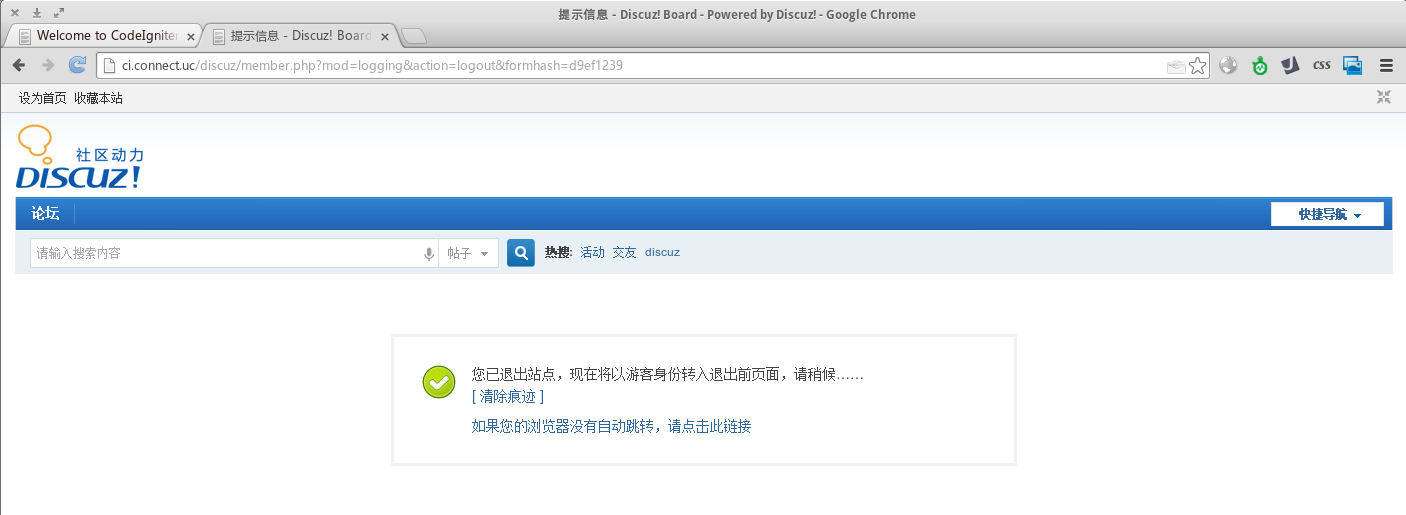 提示信息 - Discuz! Board - Powered by Discuz! - Google Chrome
Welcome to CodeIgniter
提示信息 - Discuz! Board
ci.connect.uc/discuz/member.php?mod=logging&action=logout&formhash=d9ef1239
css
设为首页 收藏本站
社区动力
DISCUZ!
论坛
快捷导航
请输入搜索内容
帖子
热搜: 活动 交友 discuz
您已退出站点，现在将以游客身份转入退出前页面，请稍候……
[ 清除痕迹 ]
如果您的浏览器没有自动跳转，请点击此链接